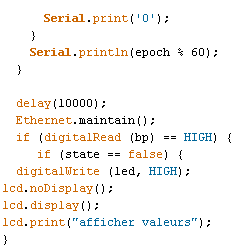 Serial.print('0');
}
Serial.println(epoch % 60);
}
delay(10000);
Ethernet.maintain();
if (digitalRead (bp) == HIGH) {
if (state == false) {
digitalWrite (led, HIGH);
lcd.noDisplay();
lcd.display();
lcd.print("afficher valeurs");
}